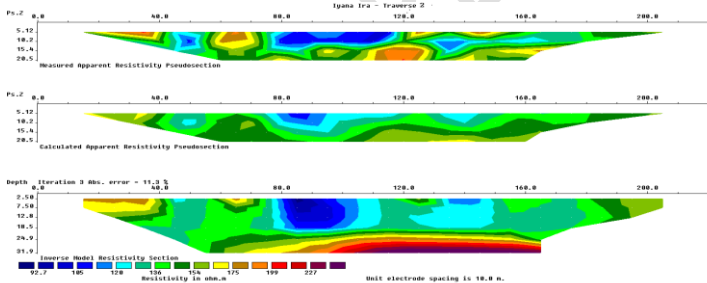 Iyama Ira - Traverse 2
Ps.Z 0.0 40.0 80.0 120.0 160.0 200.0
5.12
10.2
15.4
20.5
Measured Apparent Resistivity Pseudosection
Ps.Z 0.0 40.0 80.0 120.0 160.0 200.0
5.12
10.2
15.4
20.5
Calculated Apparent Resistivity Pseudosection
Depth Iteration 3 Abs. error - 11.3 %
0.0 40.0 80.0 120.0 160.0 200.0
2.50
7.50
12.8
18.5
24.9
31.9
Inverse Model Resistivity Section
92.7 105 120 136 154 175 199 227
Resistivity in ohm.m Unit electrode spacing is 10.0 m.